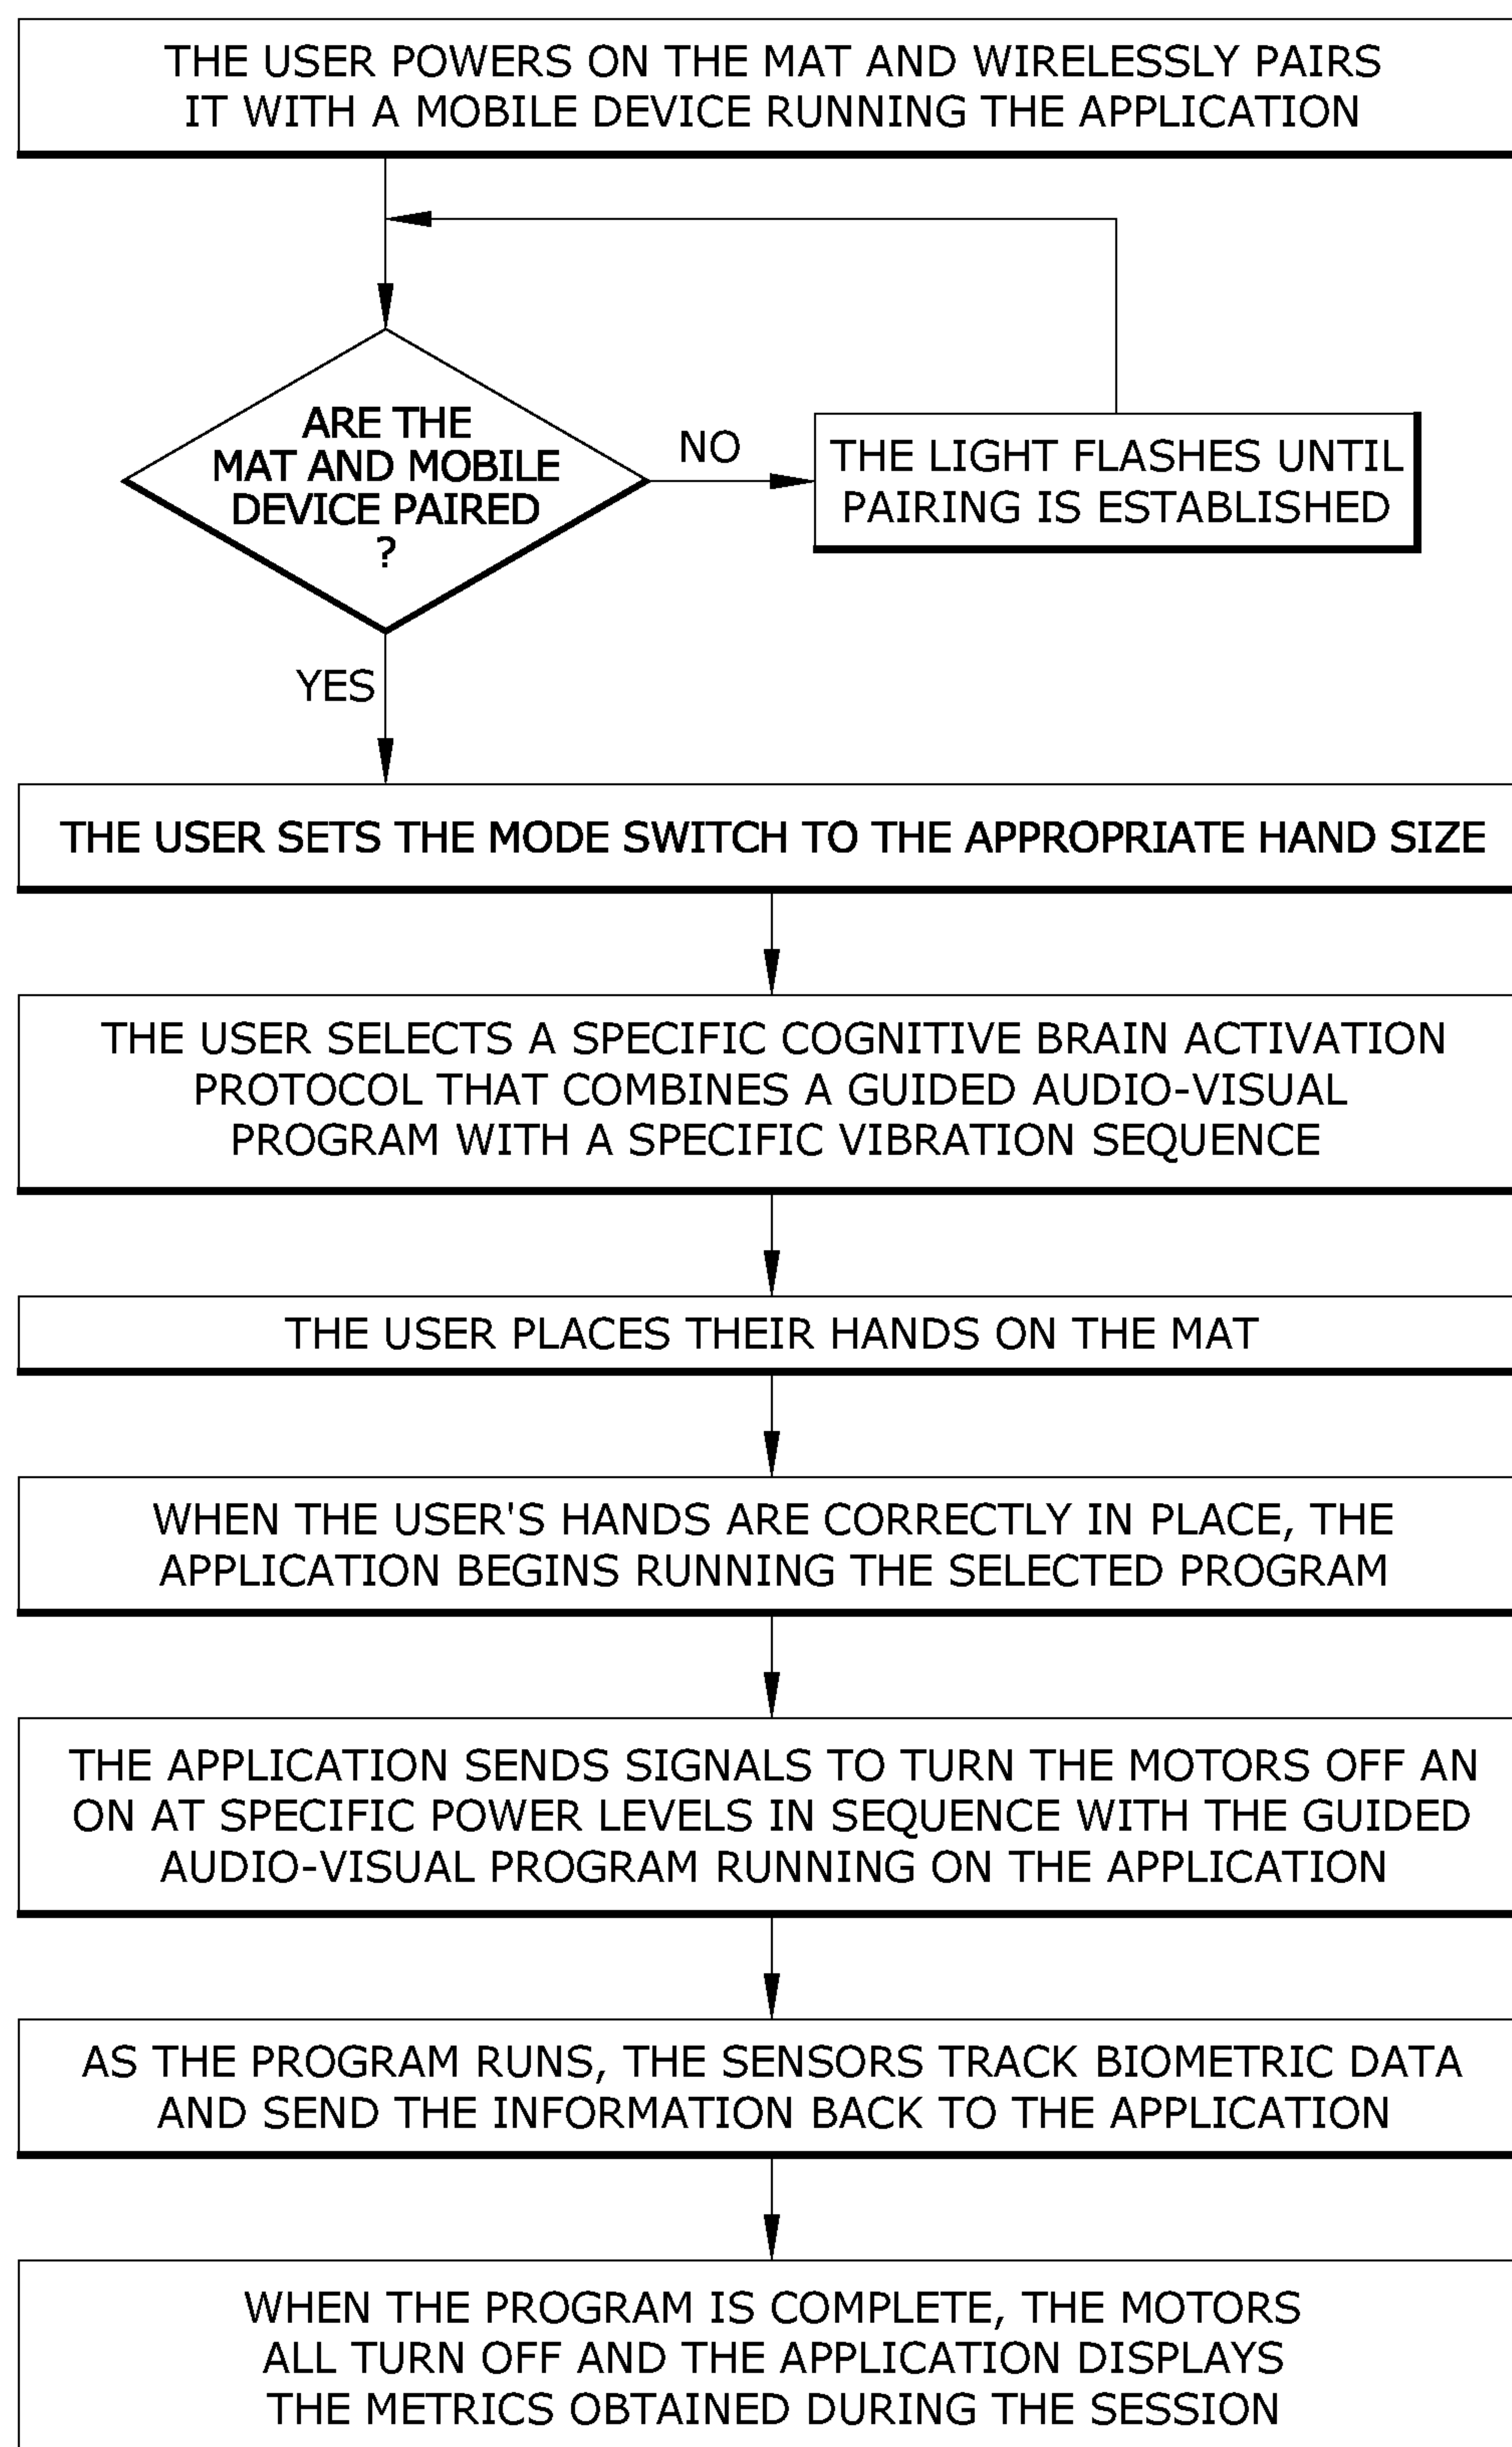 THE USER POWERS ON THE MAT AND WIRELESSLY PAIRS
IT WITH A MOBILE DEVICE RUNNING THE APPLICATION
ARE THE
MAT AND MOBILE
DEVICE PAIRED
?
NO
THE LIGHT FLASHES UNTIL
PAIRING IS ESTABLISHED
YES
THE USER SETS THE MODE SWITCH TO THE APPROPRIATE HAND SIZE
THE USER SELECTS A SPECIFIC COGNITIVE BRAIN ACTIVATION
PROTOCOL THAT COMBINES A GUIDED AUDIO-VISUAL
PROGRAM WITH A SPECIFIC VIBRATION SEQUENCE
THE USER PLACES THEIR HANDS ON THE MAT
WHEN THE USER'S HANDS ARE CORRECTLY IN PLACE, THE
APPLICATION BEGINS RUNNING THE SELECTED PROGRAM
THE APPLICATION SENDS SIGNALS TO TURN THE MOTORS OFF AN
ON AT SPECIFIC POWER LEVELS IN SEQUENCE WITH THE GUIDED
AUDIO-VISUAL PROGRAM RUNNING ON THE APPLICATION
AS THE PROGRAM RUNS, THE SENSORS TRACK BIOMETRIC DATA
AND SEND THE INFORMATION BACK TO THE APPLICATION
WHEN THE PROGRAM IS COMPLETE, THE MOTORS
ALL TURN OFF AND THE APPLICATION DISPLAYS
THE METRICS OBTAINED DURING THE SESSION